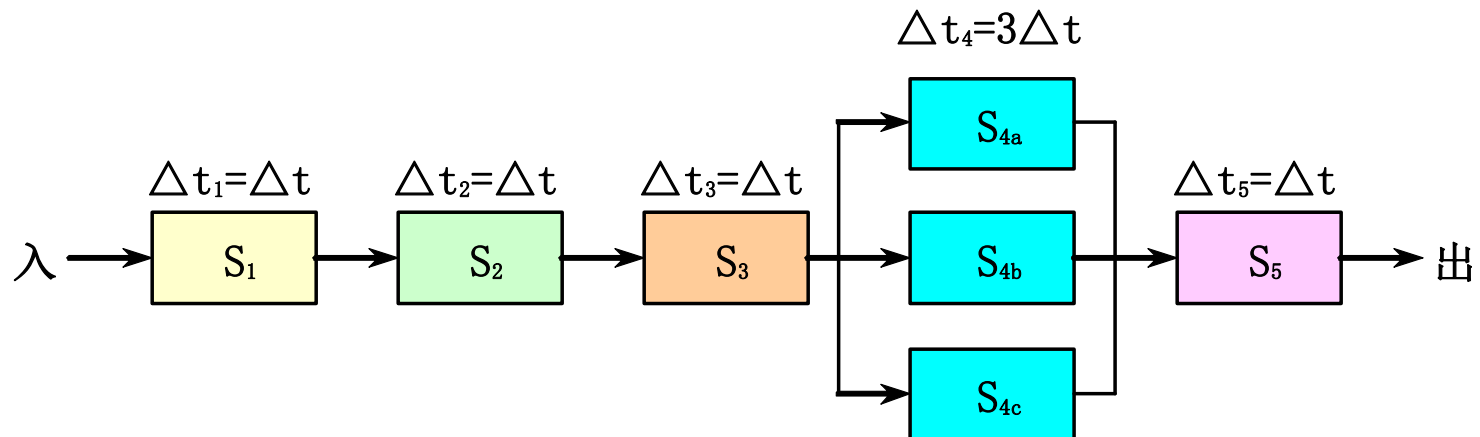 △t₄=3△t
S₄ₐ
△t₁=△t
△t₂=△t
△t₃=△t
△t₅=△t
入
S₁
S₂
S₃
S₄b
S₅
出
S₄c